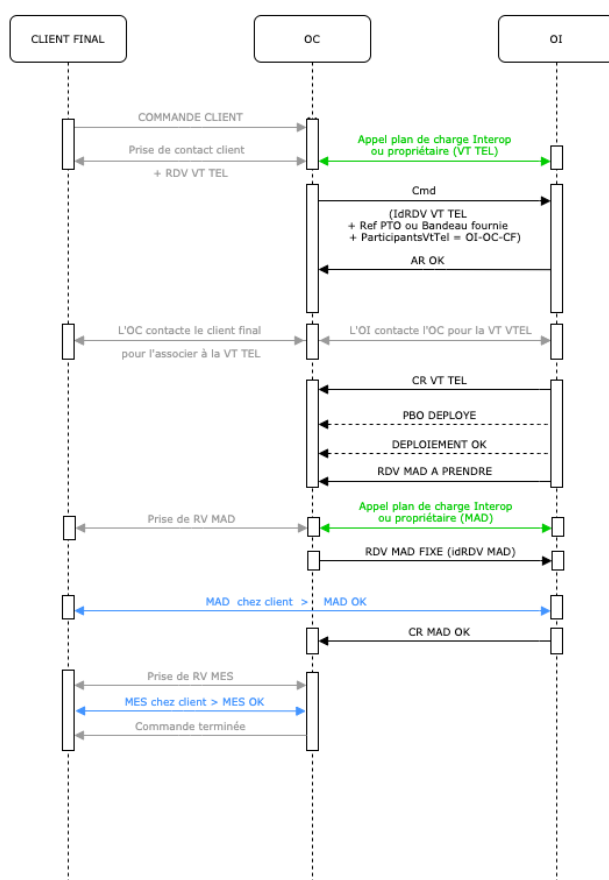 CLIENT FINAL
OC
OI
COMMANDE CLIENT
Prise de contact client
+ RDV VT TEL
Appel plan de charge Interop
ou propriétaire (VT TEL)
Cmd
(IdRDV VT TEL
+ Ref PTO ou Bandeau fournie
+ ParticipantsVtTel = OI-OC-CF)
AR OK
L'OC contacte le client final
pour l'associer à la VT TEL
L'OI contacte l'OC pour la VT VTEL
CR VT TEL
PBO DEPLOYE
DEPLOIEMENT OK
RDV MAD A PRENDRE
Prise de RV MAD
Appel plan de charge Interop
ou propriétaire (MAD)
RDV MAD FIXE (idRDV MAD)
MAD chez client > MAD OK
CR MAD OK
Prise de RV MES
MES chez client > MES OK
Commande terminée